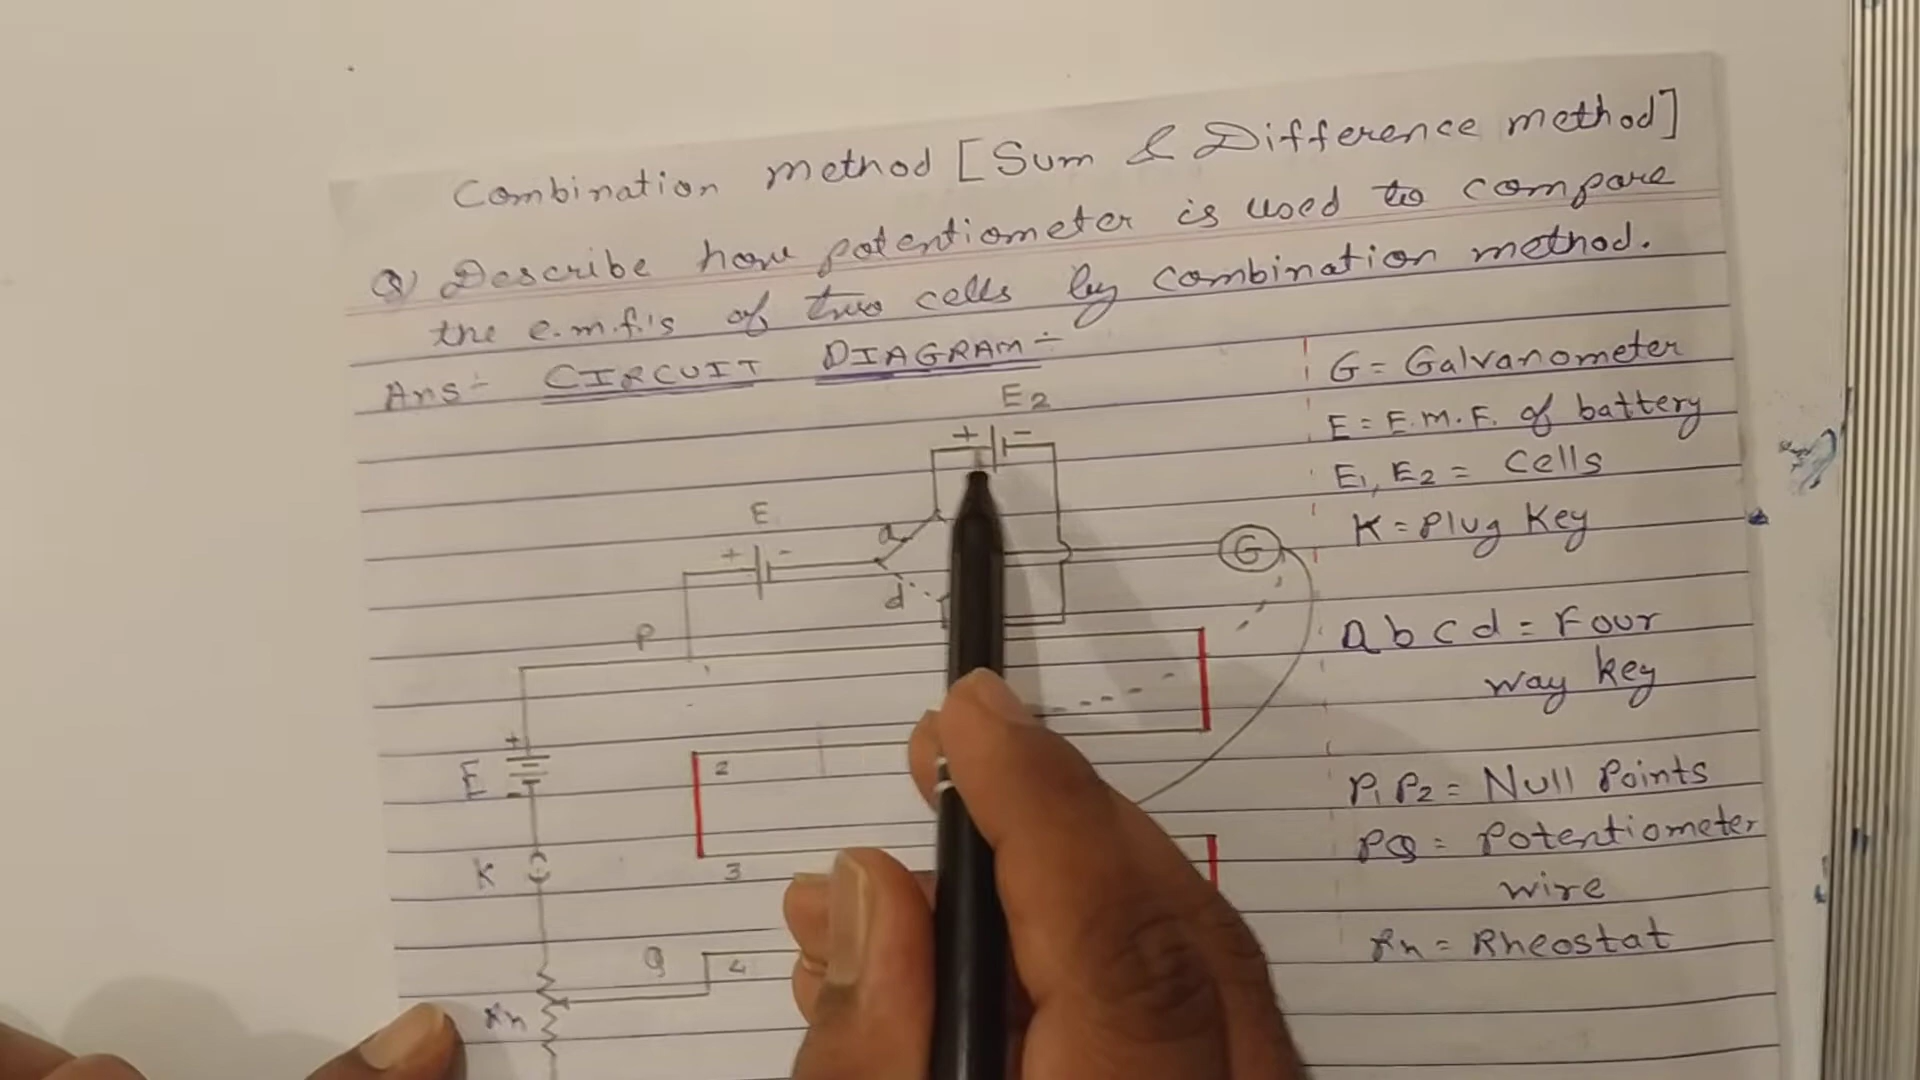 Combination method [Sum & Difference method]
Q) Describe how potentiometer is used to compare
the e.m.f.'s of two cells by combination method.
Ans:- CIRCUIT DIAGRAM:-
G = Galvanometer
E = E.M.F. of battery
E1, E2 = Cells
K = Plug Key
a b c d = Four
way key
P1 P2 = Null Points
PQ = Potentiometer
wire
Rh = Rheostat
E2
+ -
E
+ -
a
d
G
P
+
E
-
2
K
3
Q
4
Rh